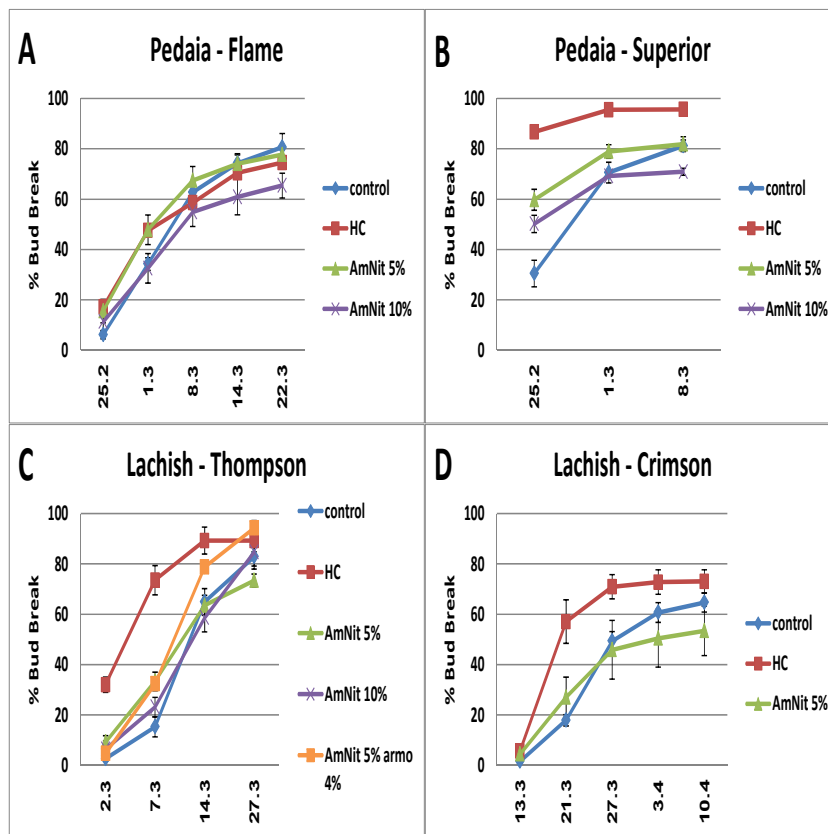 A
Pedaia - Flame
% Bud Break
100
80
60
40
20
0
25.2
1.3
8.3
14.3
22.3
control
HC
AmNit 5%
AmNit 10%
B
Pedaia - Superior
% Bud Break
100
80
60
40
20
0
25.2
1.3
8.3
control
HC
AmNit 5%
AmNit 10%
C
Lachish - Thompson
% Bud Break
100
80
60
40
20
0
2.3
7.3
14.3
27.3
control
HC
AmNit 5%
AmNit 10%
AmNit 5% armo
4%
D
Lachish - Crimson
% Bud Break
100
80
60
40
20
0
13.3
21.3
27.3
3.4
10.4
control
HC
AmNit 5%